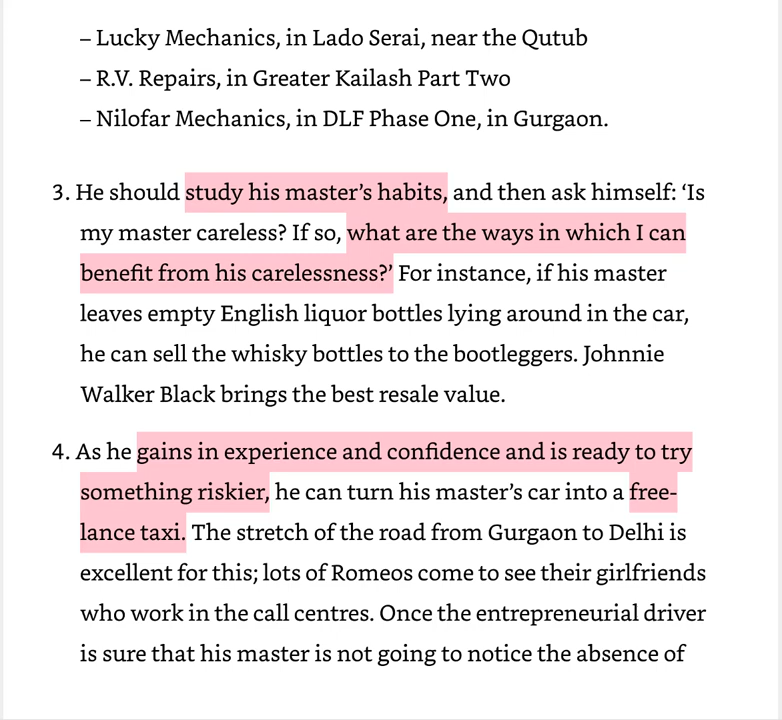 – Lucky Mechanics, in Lado Serai, near the Qutub
– R.V. Repairs, in Greater Kailash Part Two
– Nilofar Mechanics, in DLF Phase One, in Gurgaon.
3. He should study his master’s habits, and then ask himself: ‘Is
my master careless? If so, what are the ways in which I can
benefit from his carelessness?’ For instance, if his master
leaves empty English liquor bottles lying around in the car,
he can sell the whisky bottles to the bootleggers. Johnnie
Walker Black brings the best resale value.
4. As he gains in experience and confidence and is ready to try
something riskier, he can turn his master’s car into a free-
lance taxi. The stretch of the road from Gurgaon to Delhi is
excellent for this; lots of Romeos come to see their girlfriends
who work in the call centres. Once the entrepreneurial driver
is sure that his master is not going to notice the absence of